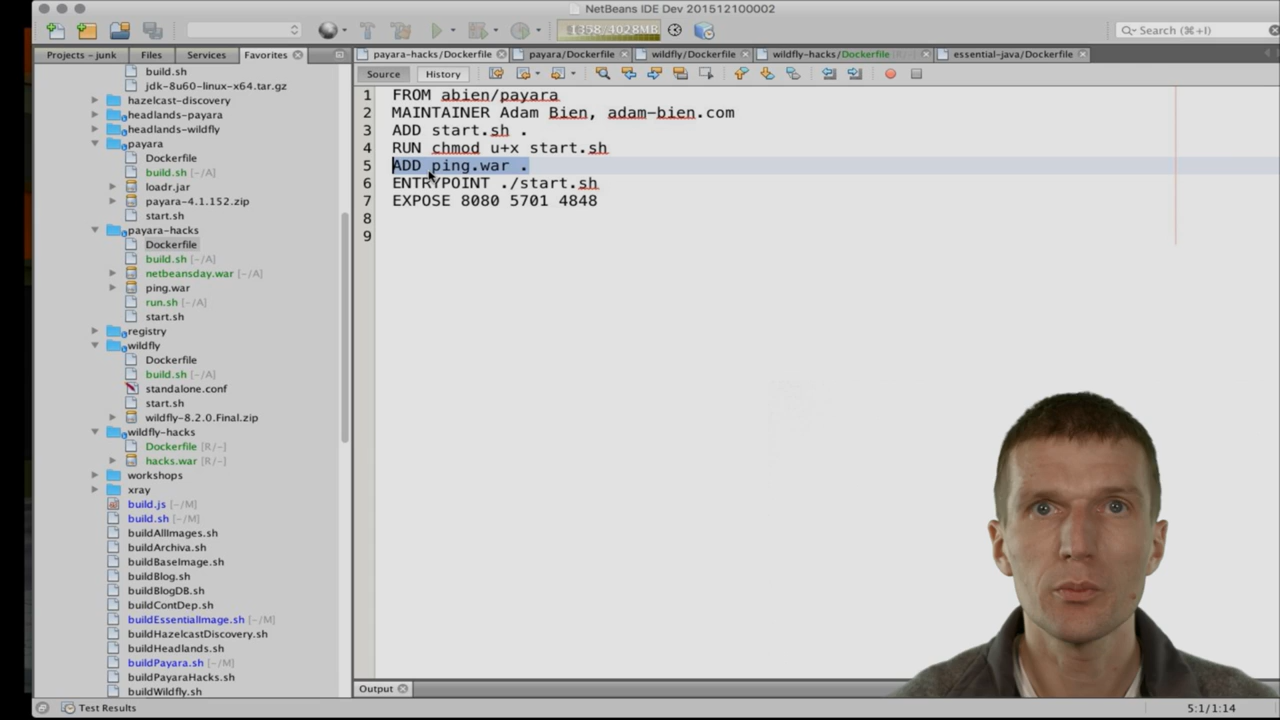 NetBeans IDE Dev 201512100002
1358/4028MB
Search (⌘+I)
Projects – junk
Files
Services
Favorites
payara-hacks/Dockerfile
payara/Dockerfile
wildfly/Dockerfile
wildfly-hacks/Dockerfile
essential-java/Dockerfile
Source
History
build.sh
jdk-8u60-linux-x64.tar.gz
hazelcast-discovery
headlands-payara
headlands-wildfly
payara
Dockerfile
build.sh [-/A]
loadr.jar
payara-4.1.152.zip
start.sh
payara-hacks
Dockerfile
build.sh [-/A]
netbeansday.war [-/A]
ping.war
run.sh [-/A]
start.sh
registry
wildfly
Dockerfile
build.sh [-/A]
standalone.conf
start.sh
wildfly-8.2.0.Final.zip
wildfly-hacks
Dockerfile [R/-]
hacks.war [R/-]
workshops
xray
build.js [-/M]
build.sh [-/M]
buildAllImages.sh
buildArchiva.sh
buildBaseImage.sh
buildBlog.sh
buildBlogDB.sh
buildContDep.sh
buildEssentialImage.sh [-/M]
buildHazelcastDiscovery.sh
buildHeadlands.sh
buildPayara.sh [-/M]
buildPayaraHacks.sh
buildWildfly.sh
1 FROM abien/payara
2 MAINTAINER Adam Bien, adam-bien.com
3 ADD start.sh .
4 RUN chmod u+x start.sh
5 ADD ping.war .
6 ENTRYPOINT ./start.sh
7 EXPOSE 8080 5701 4848
8
9
Output
Test Results
5:1/1:14